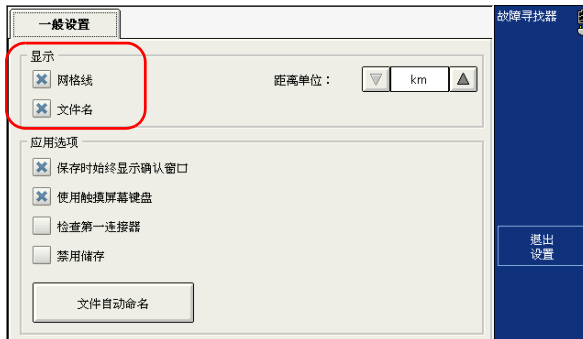 一般设置
故障寻找器
显示
网格线
距离单位：
km
文件名
应用选项
保存时始终显示确认窗口
使用触摸屏幕键盘
检查第一连接器
禁用储存
退出
设置
文件自动命名